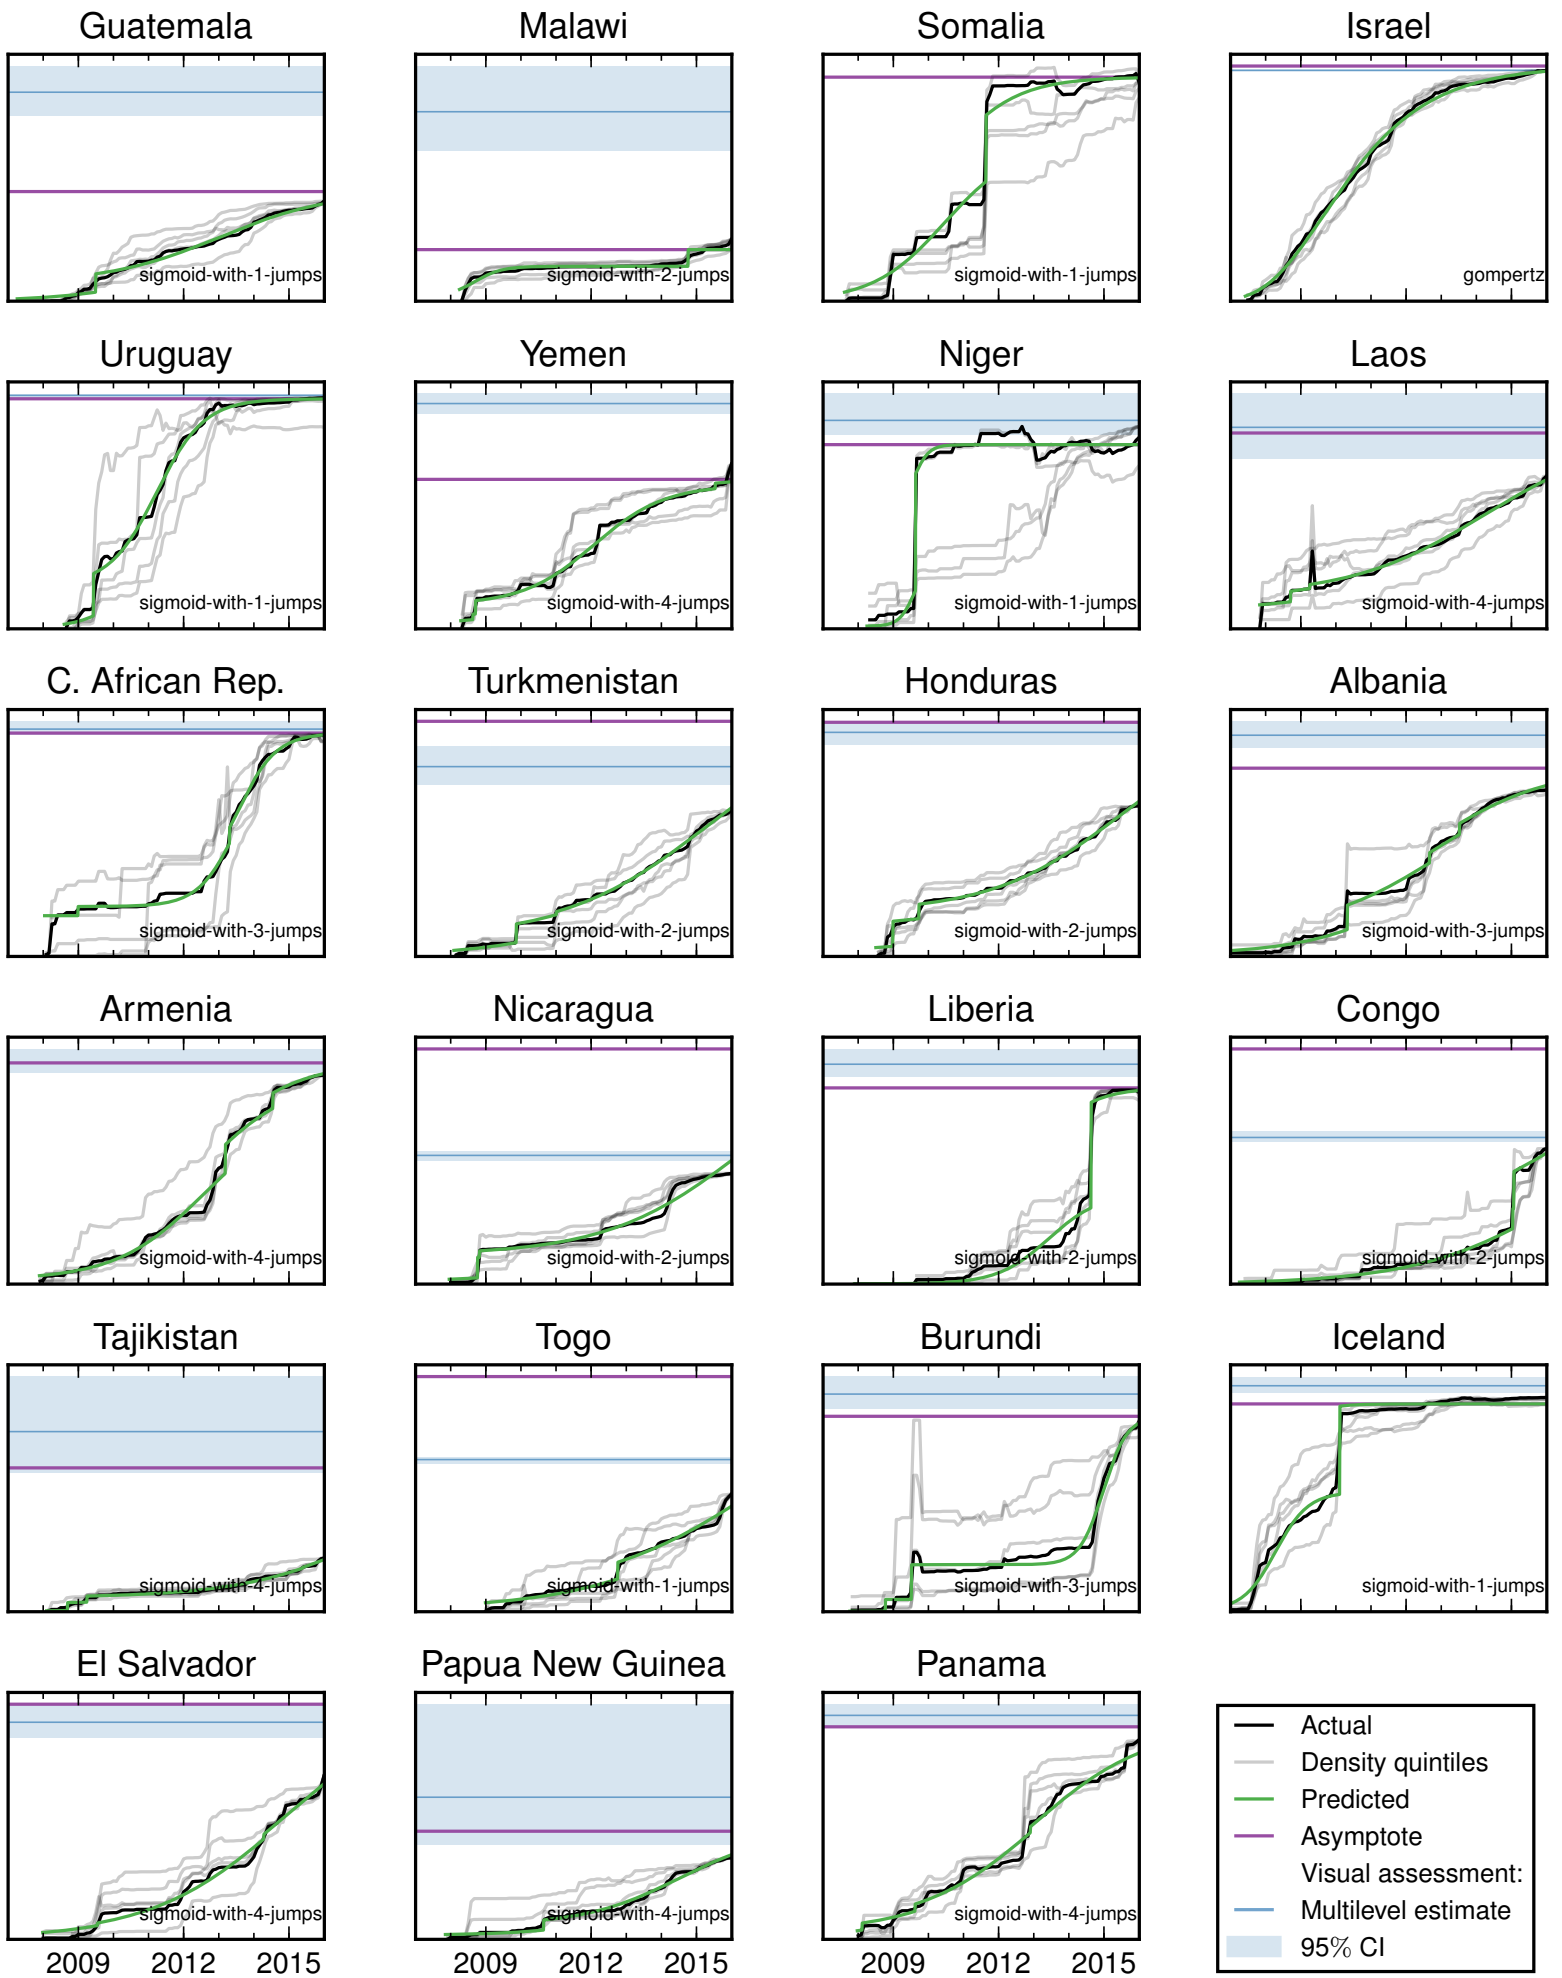 Guatemala
Malawi
Somalia
Israel
sigmoid-with-1-jumps
sigmoid-with-2-jumps
sigmoid-with-1-jumps
gompertz
Uruguay
Yemen
Niger
Laos
sigmoid-with-1-jumps
sigmoid-with-4-jumps
sigmoid-with-1-jumps
sigmoid-with-4-jumps
C. African Rep.
Turkmenistan
Honduras
Albania
sigmoid-with-3-jumps
sigmoid-with-2-jumps
sigmoid-with-2-jumps
sigmoid-with-3-jumps
Armenia
Nicaragua
Liberia
Congo
sigmoid-with-4-jumps
sigmoid-with-2-jumps
sigmoid-with-2-jumps
sigmoid-with-2-jumps
Tajikistan
Togo
Burundi
Iceland
sigmoid-with-4-jumps
sigmoid-with-1-jumps
sigmoid-with-3-jumps
sigmoid-with-1-jumps
El Salvador
Papua New Guinea
Panama
sigmoid-with-4-jumps
sigmoid-with-4-jumps
sigmoid-with-4-jumps
2009 2012 2015
2009 2012 2015
2009 2012 2015
Actual
Density quintiles
Predicted
Asymptote
Visual assessment:
Multilevel estimate
95% CI